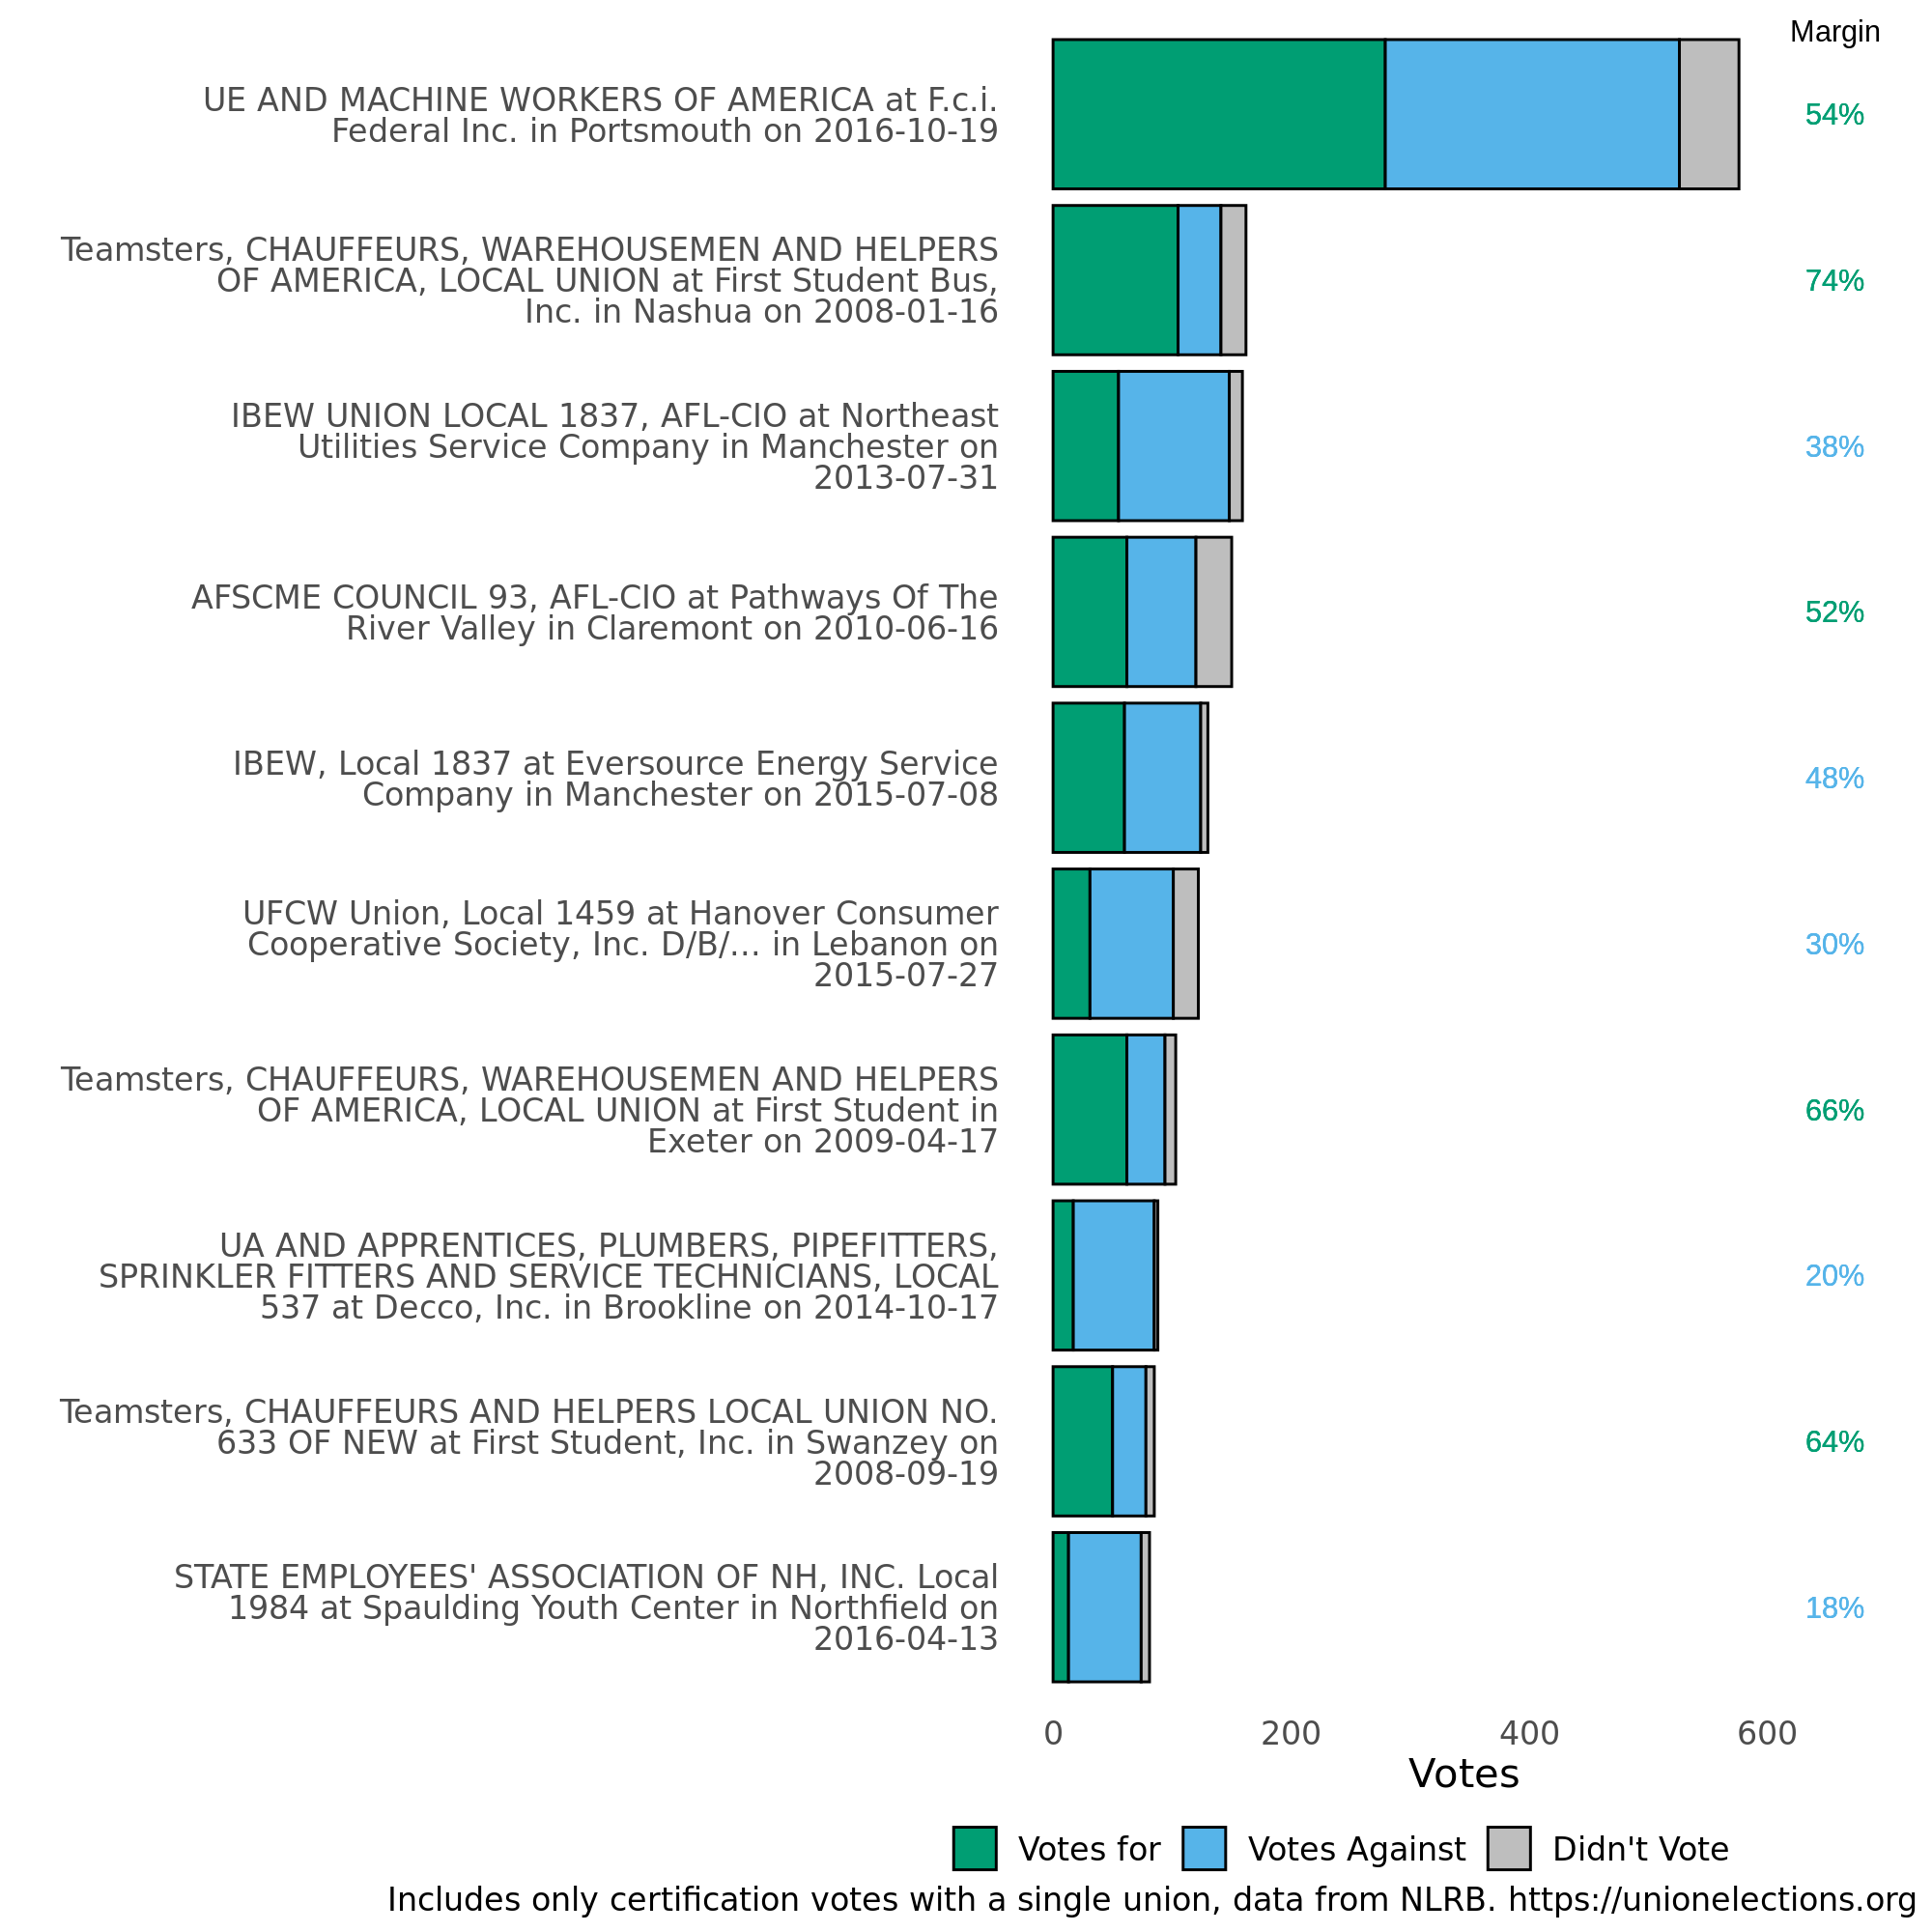 Margin
UE AND MACHINE WORKERS OF AMERICA at F.c.i.
Federal Inc. in Portsmouth on 2016-10-19
54%
Teamsters, CHAUFFEURS, WAREHOUSEMEN AND HELPERS
OF AMERICA, LOCAL UNION at First Student Bus,
Inc. in Nashua on 2008-01-16
74%
IBEW UNION LOCAL 1837, AFL-CIO at Northeast
Utilities Service Company in Manchester on
2013-07-31
38%
AFSCME COUNCIL 93, AFL-CIO at Pathways Of The
River Valley in Claremont on 2010-06-16
52%
IBEW, Local 1837 at Eversource Energy Service
Company in Manchester on 2015-07-08
48%
UFCW Union, Local 1459 at Hanover Consumer
Cooperative Society, Inc. D/B/... in Lebanon on
2015-07-27
30%
Teamsters, CHAUFFEURS, WAREHOUSEMEN AND HELPERS
OF AMERICA, LOCAL UNION at First Student in
Exeter on 2009-04-17
66%
UA AND APPRENTICES, PLUMBERS, PIPEFITTERS,
SPRINKLER FITTERS AND SERVICE TECHNICIANS, LOCAL
537 at Decco, Inc. in Brookline on 2014-10-17
20%
Teamsters, CHAUFFEURS AND HELPERS LOCAL UNION NO.
633 OF NEW at First Student, Inc. in Swanzey on
2008-09-19
64%
STATE EMPLOYEES' ASSOCIATION OF NH, INC. Local
1984 at Spaulding Youth Center in Northfield on
2016-04-13
18%
0 200 400 600
Votes
Votes for Votes Against Didn't Vote
Includes only certification votes with a single union, data from NLRB. https://unionelections.org